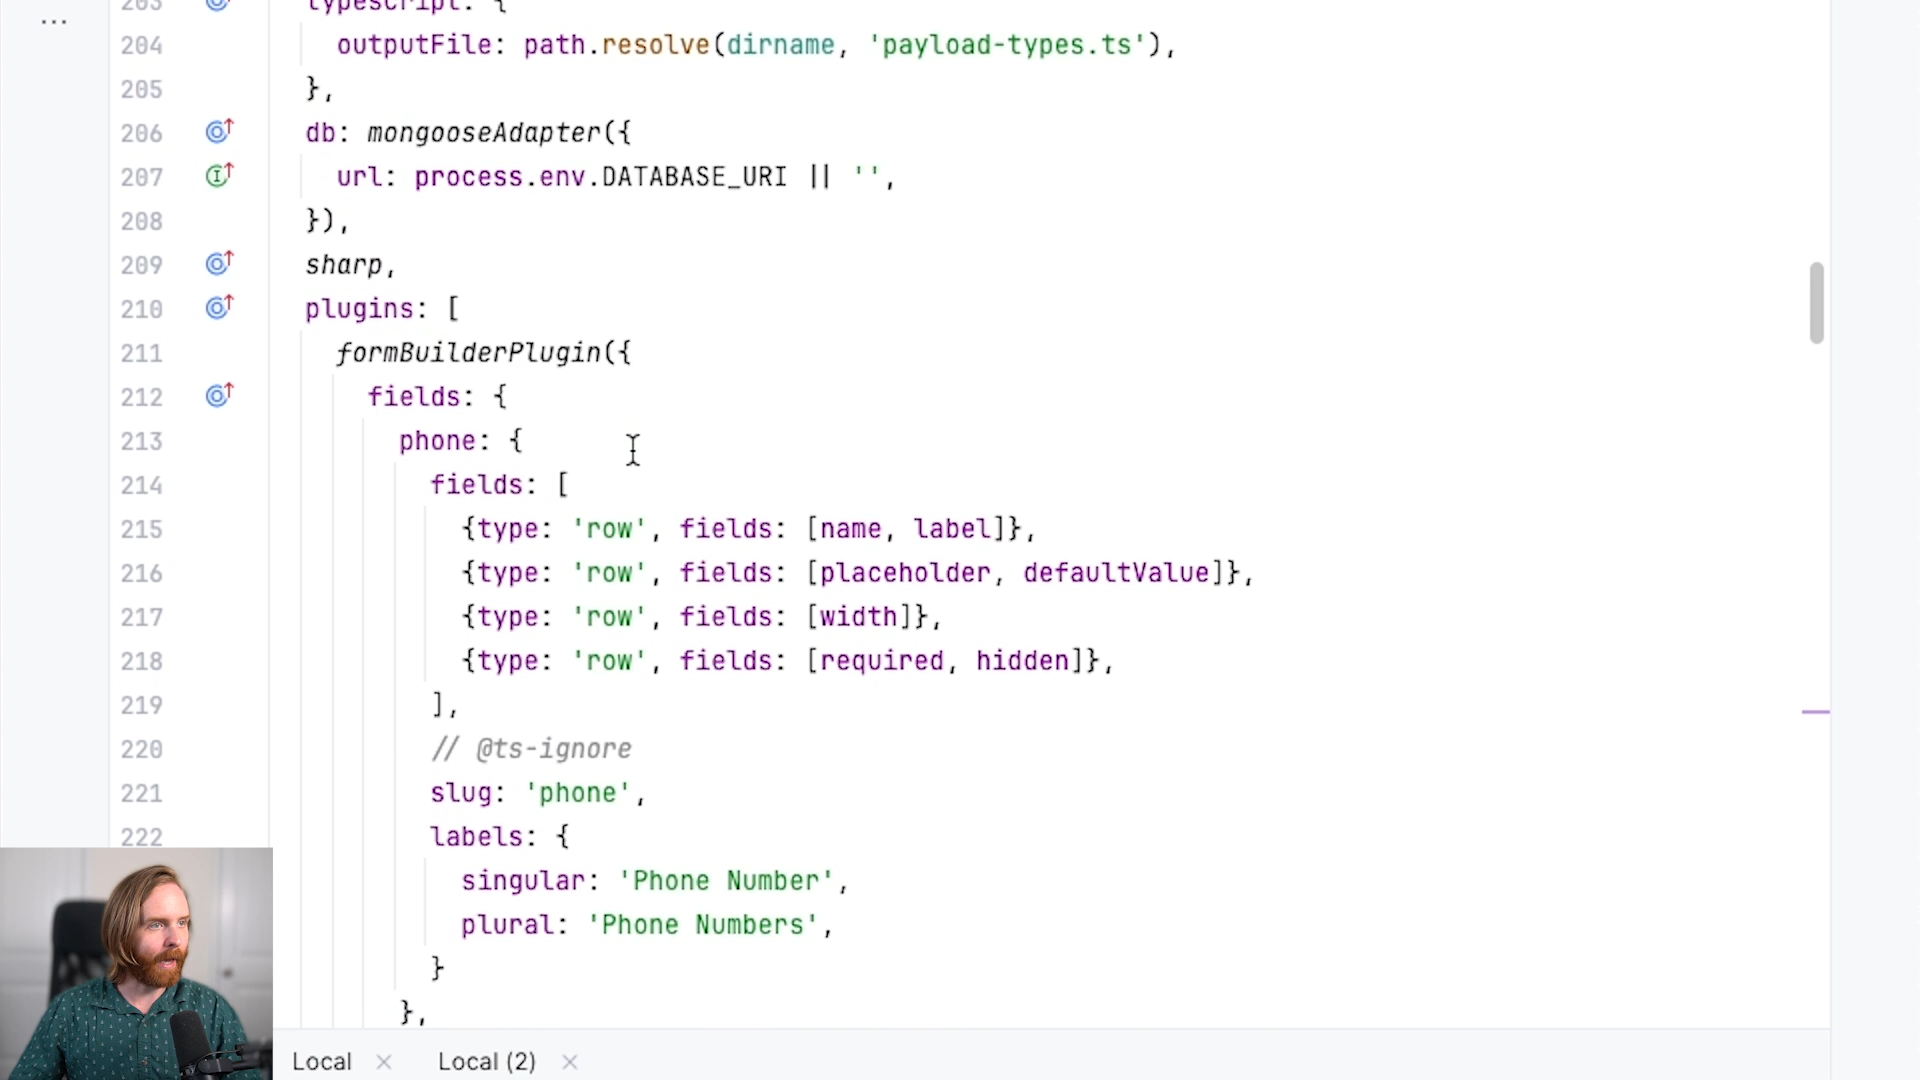 ...
203 typescript: {
204 outputFile: path.resolve(dirname, 'payload-types.ts'),
205 },
206 db: mongooseAdapter({
207 url: process.env.DATABASE_URI || '',
208 }),
209 sharp,
210 plugins: [
211 formBuilderPlugin({
212 fields: {
213 phone: {
214 fields: [
215 {type: 'row', fields: [name, label]},
216 {type: 'row', fields: [placeholder, defaultValue]},
217 {type: 'row', fields: [width]},
218 {type: 'row', fields: [required, hidden]},
219 ],
220 // @ts-ignore
221 slug: 'phone',
222 labels: {
singular: 'Phone Number',
plural: 'Phone Numbers',
}
},
Local × Local (2) ×